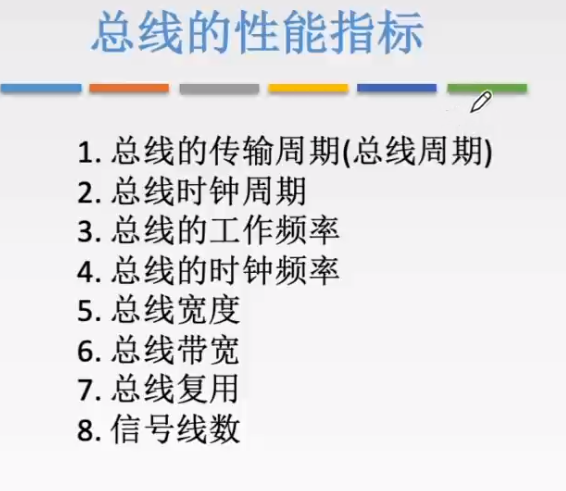 总线的性能指标
1. 总线的传输周期(总线周期)
2. 总线时钟周期
3. 总线的工作频率
4. 总线的时钟频率
5. 总线宽度
6. 总线带宽
7. 总线复用
8. 信号线数